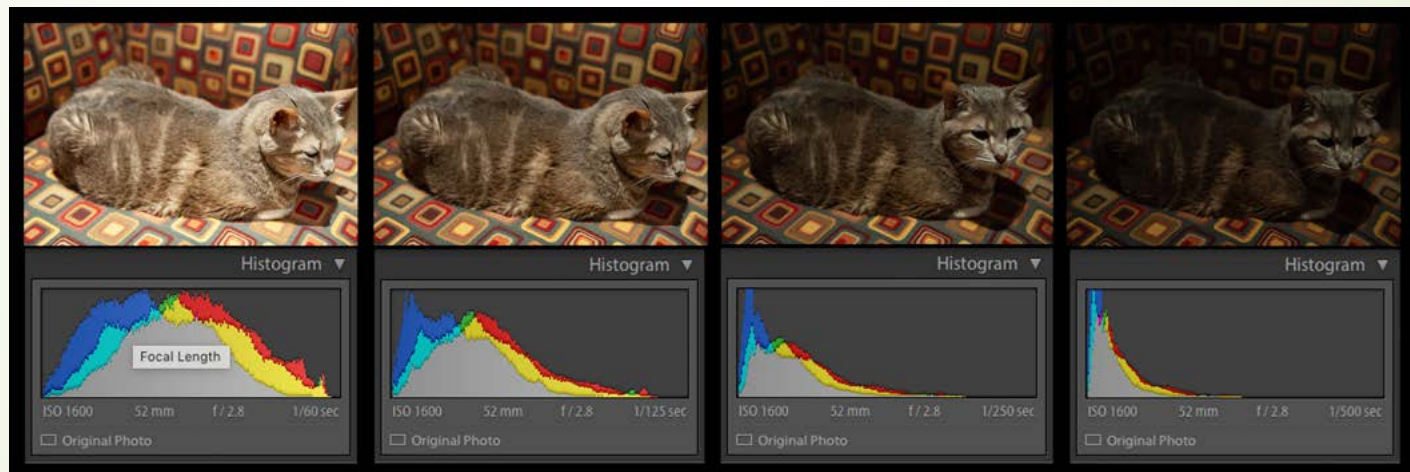 Histogram ▼
Focal Length
ISO 1600 52 mm f / 2.8 1/60 sec
Original Photo
Histogram ▼
ISO 1600 52 mm f / 2.8 1/125 sec
Original Photo
Histogram ▼
ISO 1600 52 mm f / 2.8 1/250 sec
Original Photo
Histogram ▼
ISO 1600 52 mm f / 2.8 1/500 sec
Original Photo